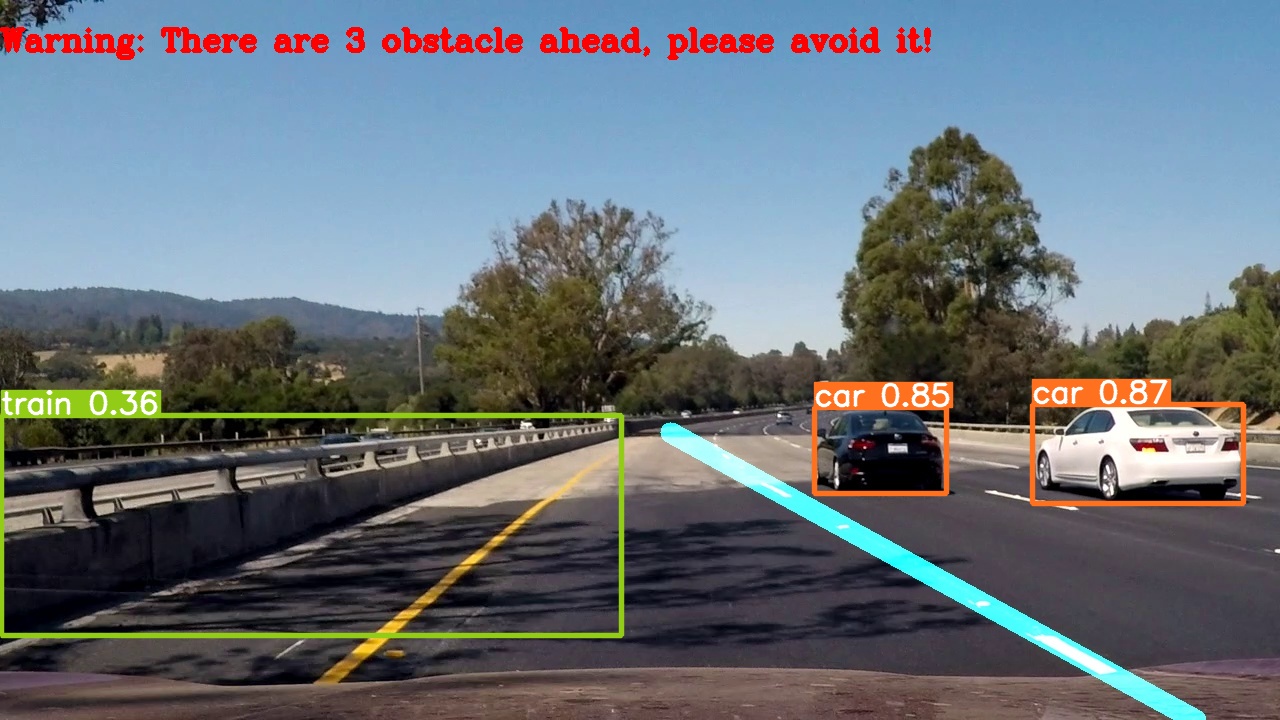 Warning: There are 3 obstacle ahead, please avoid it!
car 0.87
car 0.85
train 0.36